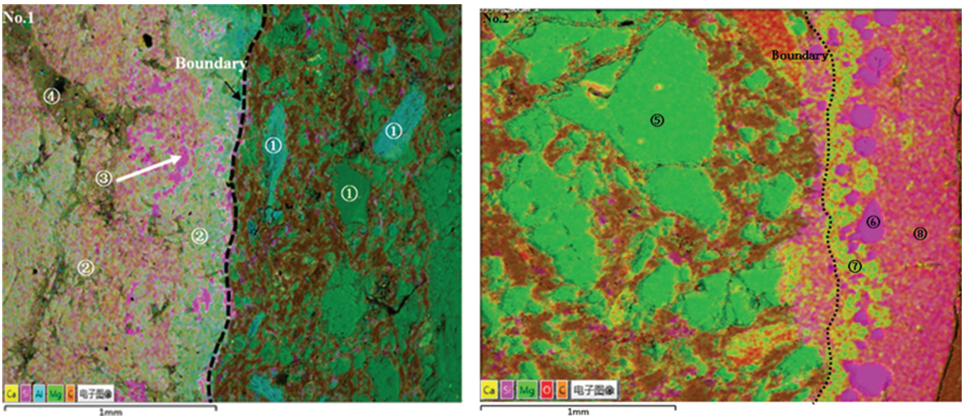 No.1
Boundary
④
①
①
③
①
②
②
Ca Si Al Mg C 电子图像
1mm
No.2
Boundary
⑤
⑥
⑧
⑦
Ca Si Mg O C 电子图像
1mm